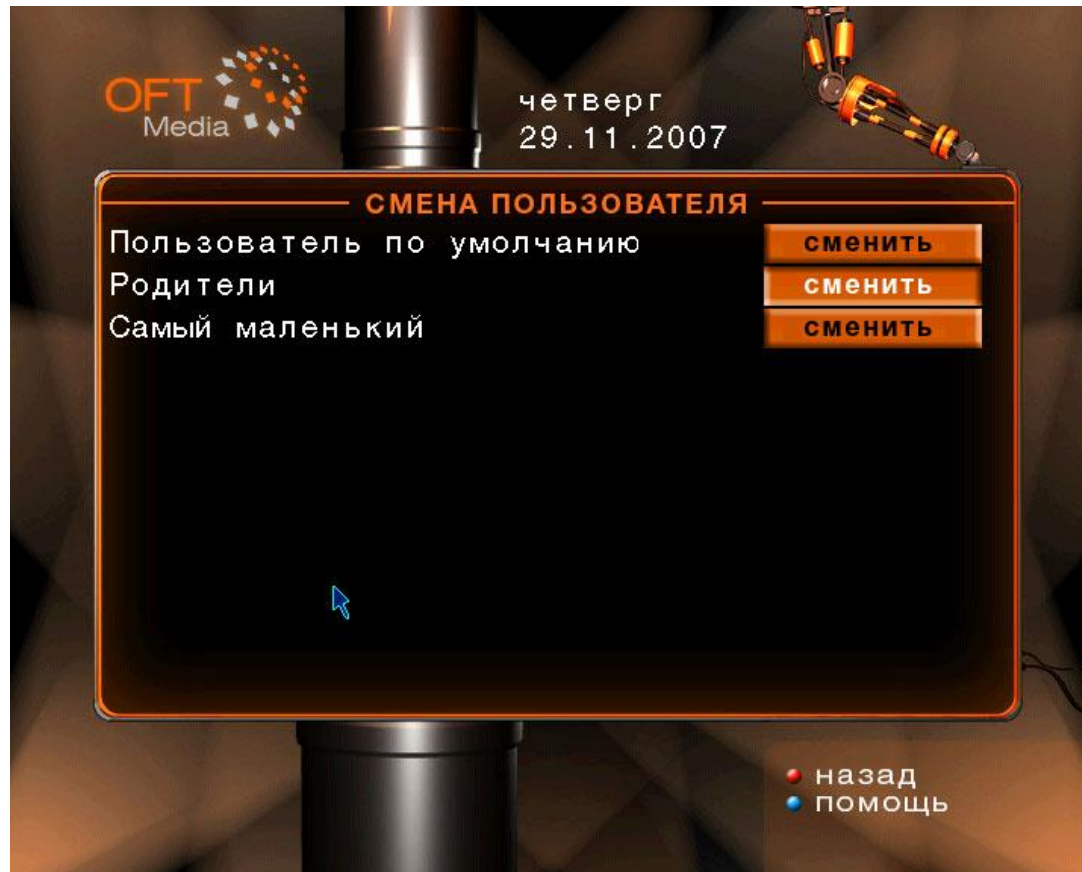 OFT
Media
четверг
29.11.2007
СМЕНА ПОЛЬЗОВАТЕЛЯ
Пользователь по умолчанию сменить
Родители сменить
Самый маленький сменить
назад
помощь